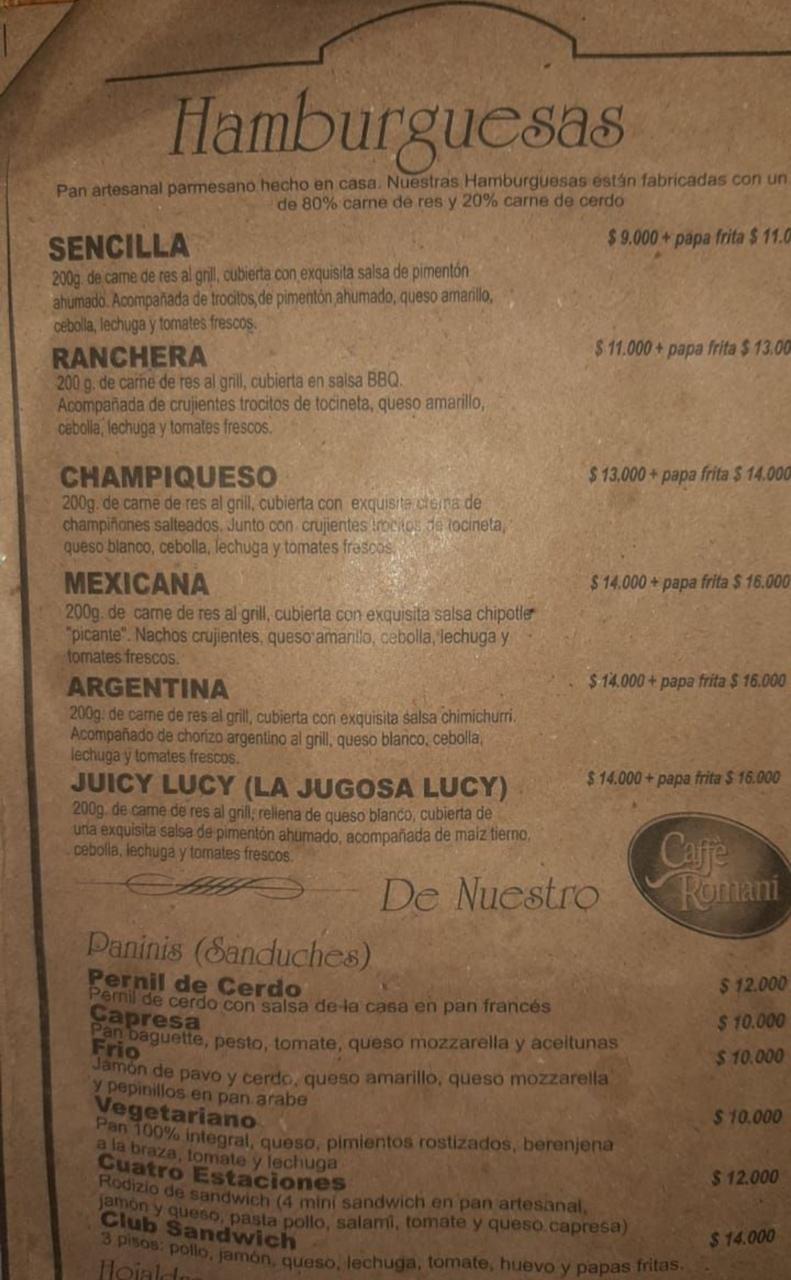 Hamburguesas
Pan artesanal parmesano hecho en casa. Nuestras Hamburguesas están fabricadas con un
de 80% carne de res y 20% carne de cerdo
SENCILLA
$ 9.000 + papa frita $ 11.0
200g. de carne de res al grill, cubierta con exquisita salsa de pimentón
ahumado. Acompañada de trocitos de pimentón ahumado, queso amarillo,
cebolla, lechuga y tomates frescos.
RANCHERA
$ 11.000 + papa frita $ 13.00
200 g. de carne de res al grill, cubierta en salsa BBQ.
Acompañada de crujientes trocitos de tocineta, queso amarillo,
cebolla, lechuga y tomates frescos.
CHAMPIQUESO
$ 13.000 + papa frita $ 14.000
200g. de carne de res al grill, cubierta con exquisita crema de
champiñones salteados. Junto con crujientes trocitos de tocineta,
queso blanco, cebolla, lechuga y tomates frescos.
MEXICANA
$ 14.000 + papa frita $ 16.000
200g. de carne de res al grill, cubierta con exquisita salsa chipotler
"picante". Nachos crujientes, queso amarillo, cebolla, lechuga y
tomates frescos.
ARGENTINA
$ 14.000 + papa frita $ 16.000
200g. de carne de res al grill, cubierta con exquisita salsa chimichurri.
Acompañado de chorizo argentino al grill, queso blanco, cebolla,
lechuga y tomates frescos.
JUICY LUCY (LA JUGOSA LUCY)
$ 14.000 + papa frita $ 16.000
200g. de carne de res al grill, rellena de queso blanco, cubierta de
una exquisita salsa de pimentón ahumado, acompañada de maiz tierno,
cebolla, lechuga y tomates frescos.
De Nuestro
Caffè
Romani
Paninis (Sanduches)
Pernil de Cerdo
$ 12.000
Pernil de cerdo con salsa de la casa en pan francés
Capresa
$ 10.000
Pan baguette, pesto, tomate, queso mozzarella y aceitunas
Frio
$ 10.000
Jamón de pavo y cerdo, queso amarillo, queso mozzarella
y pepinillos en pan arabe
Vegetariano
$ 10.000
Pan 100% integral, queso, pimientos rostizados, berenjena
a la braza, tomate y lechuga
Cuatro Estaciones
$ 12.000
Rodizio de sandwich (4 mini sandwich en pan artesanal,
jamón y queso, pasta pollo, salami, tomate y queso capresa)
Club Sandwich
$ 14.000
3 pisos: pollo, jamón, queso, lechuga, tomate, huevo y papas fritas.